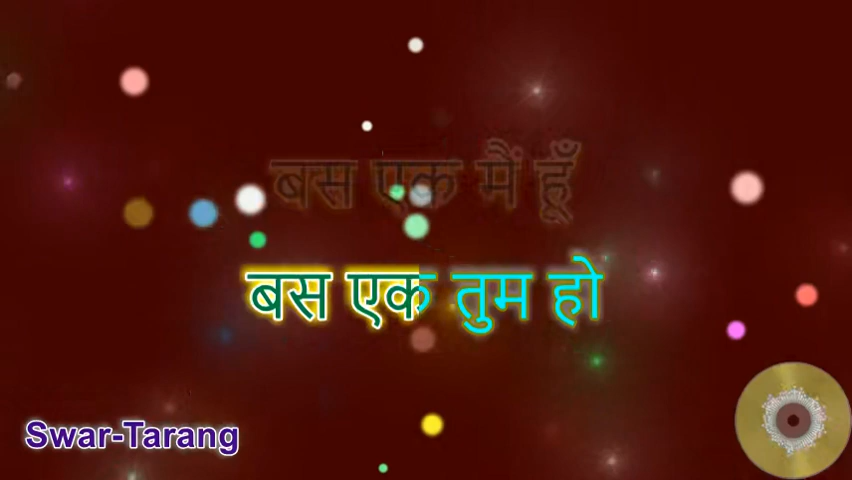 बस एक मैं हूँ
बस एक तुम हो
Swar-Tarang